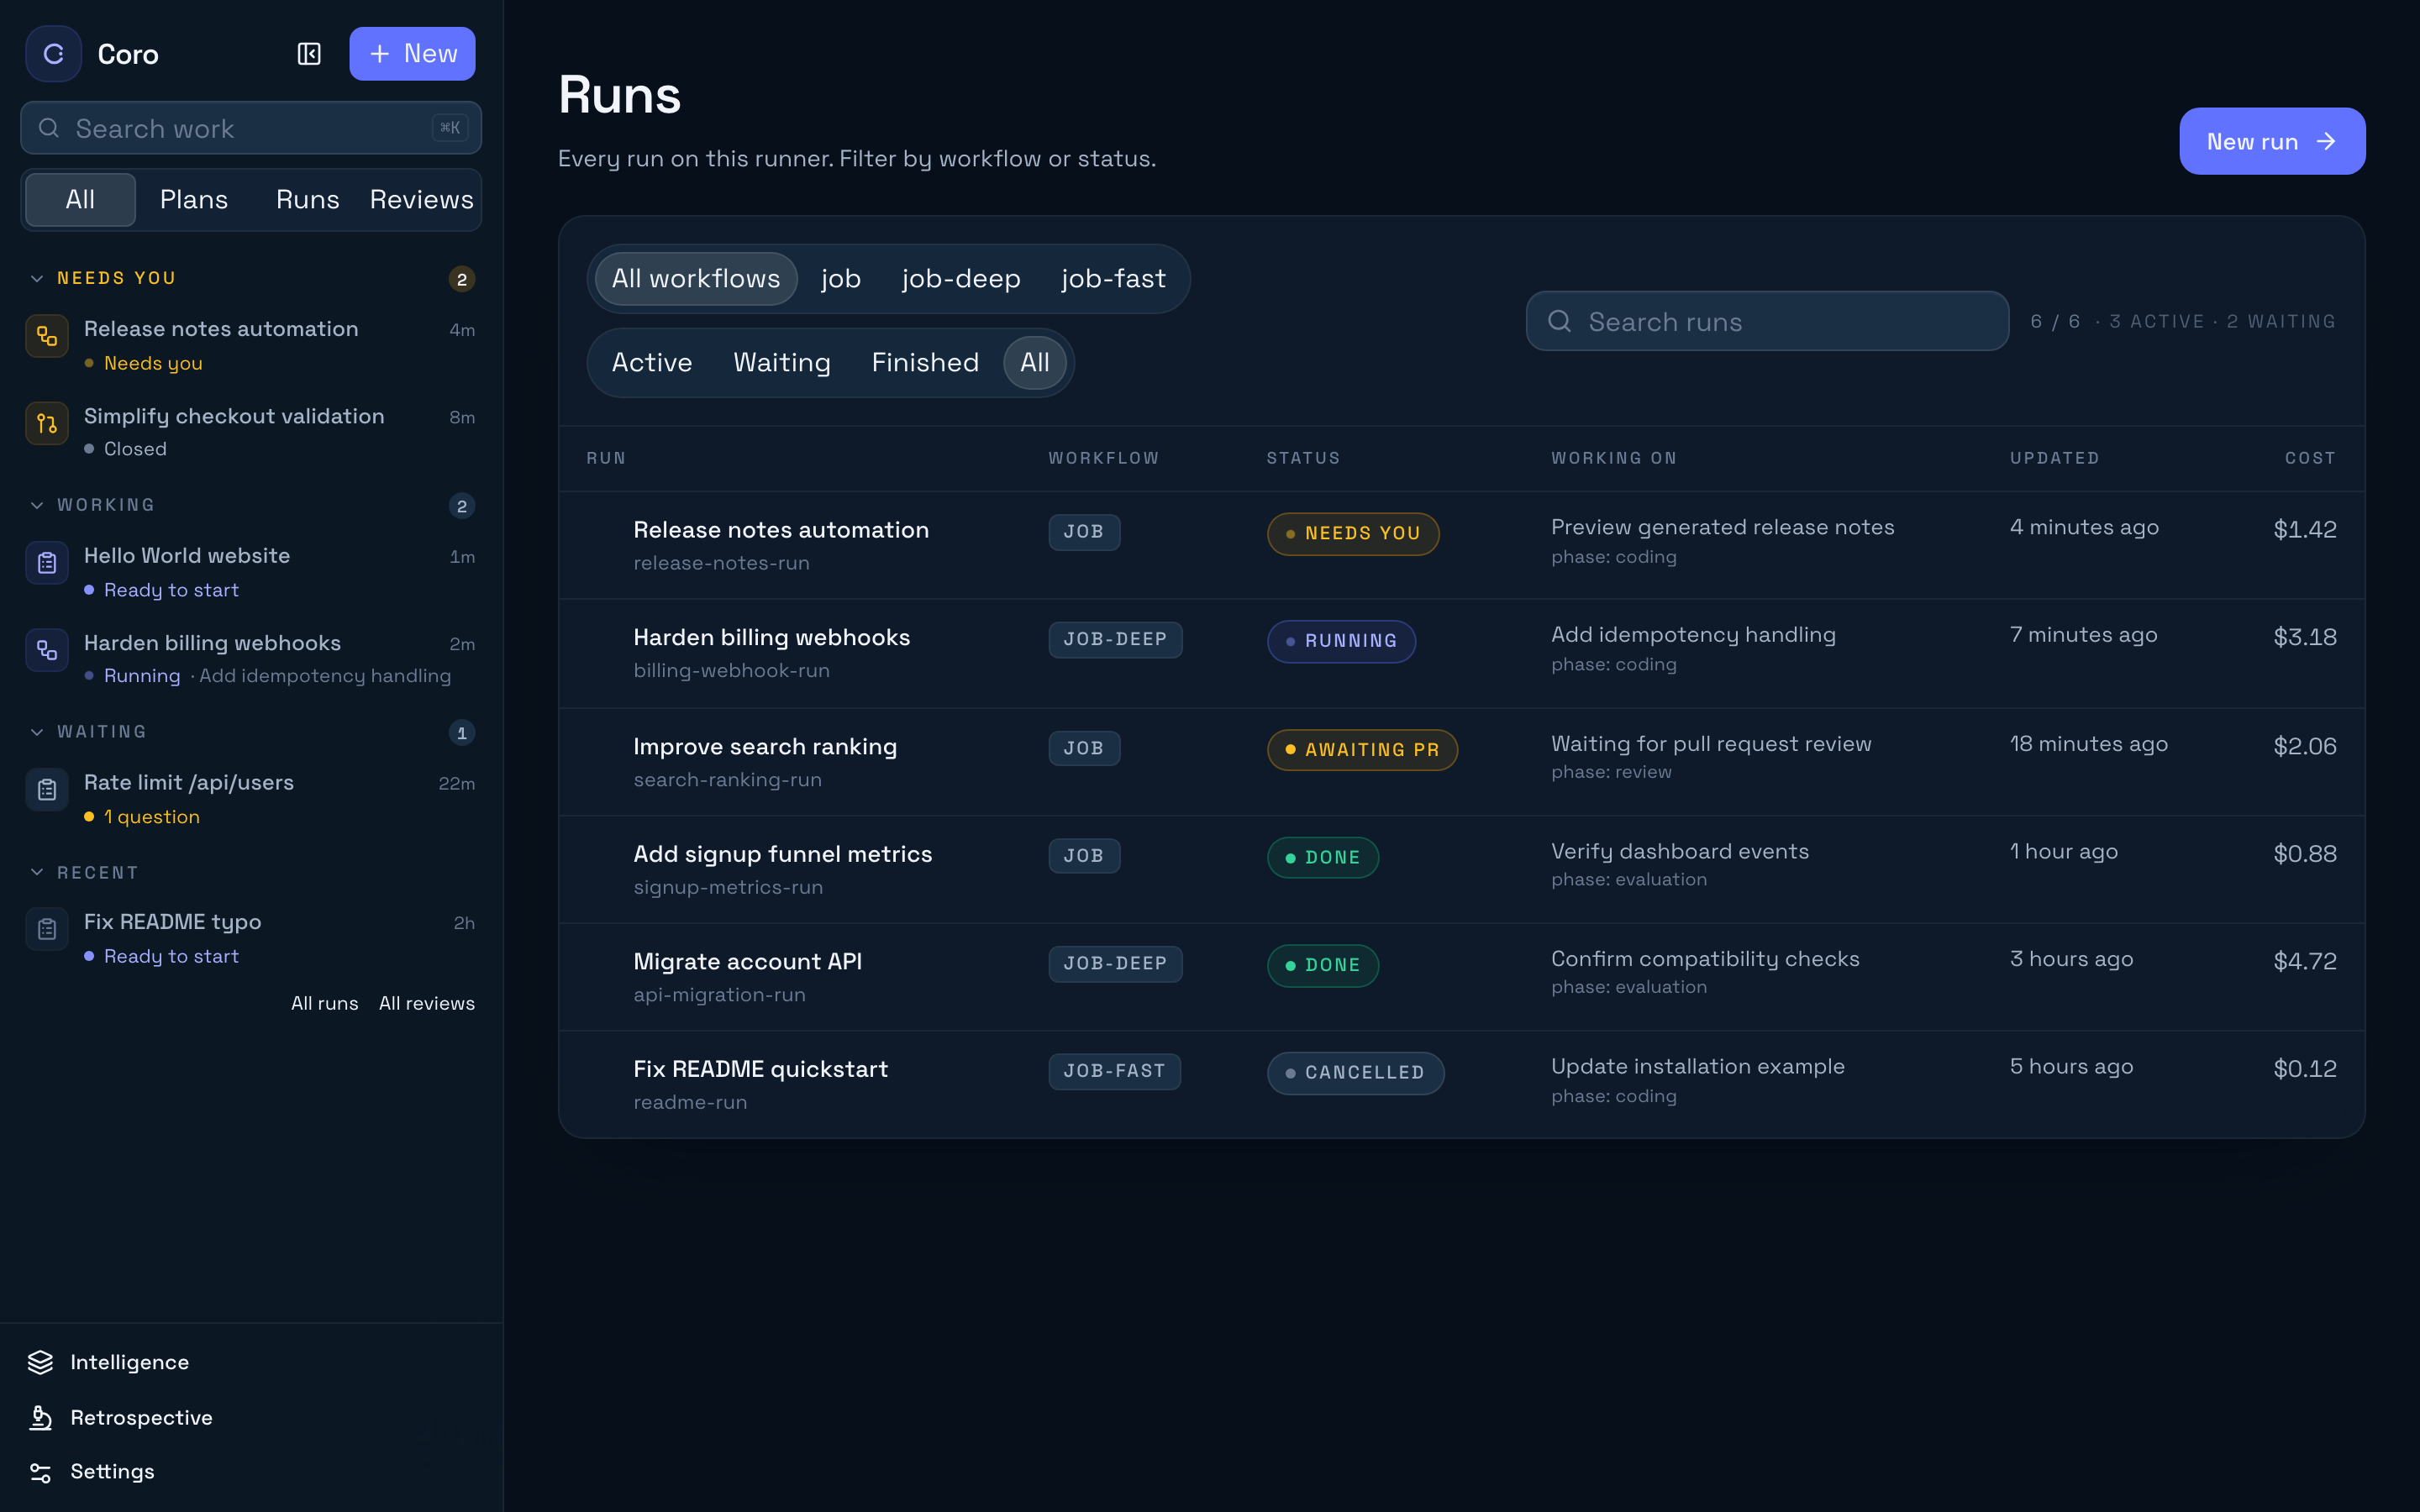 Coro
New
Search work
⌘K
All Plans Runs Reviews
NEEDS YOU 2
Release notes automation 4m
Needs you
Simplify checkout validation 8m
Closed
WORKING 2
Hello World website 1m
Ready to start
Harden billing webhooks 2m
Running · Add idempotency handling
WAITING 1
Rate limit /api/users 22m
1 question
RECENT
Fix README typo 2h
Ready to start
All runs All reviews
Intelligence
Retrospective
Settings
Runs
Every run on this runner. Filter by workflow or status.
New run
All workflows job job-deep job-fast
Active Waiting Finished All
Search runs
6 / 6 · 3 ACTIVE · 2 WAITING
RUN WORKFLOW STATUS WORKING ON UPDATED COST
Release notes automation JOB NEEDS YOU Preview generated release notes 4 minutes ago $1.42
release-notes-run phase: coding
Harden billing webhooks JOB-DEEP RUNNING Add idempotency handling 7 minutes ago $3.18
billing-webhook-run phase: coding
Improve search ranking JOB AWAITING PR Waiting for pull request review 18 minutes ago $2.06
search-ranking-run phase: review
Add signup funnel metrics JOB DONE Verify dashboard events 1 hour ago $0.88
signup-metrics-run phase: evaluation
Migrate account API JOB-DEEP DONE Confirm compatibility checks 3 hours ago $4.72
api-migration-run phase: evaluation
Fix README quickstart JOB-FAST CANCELLED Update installation example 5 hours ago $0.12
readme-run phase: coding